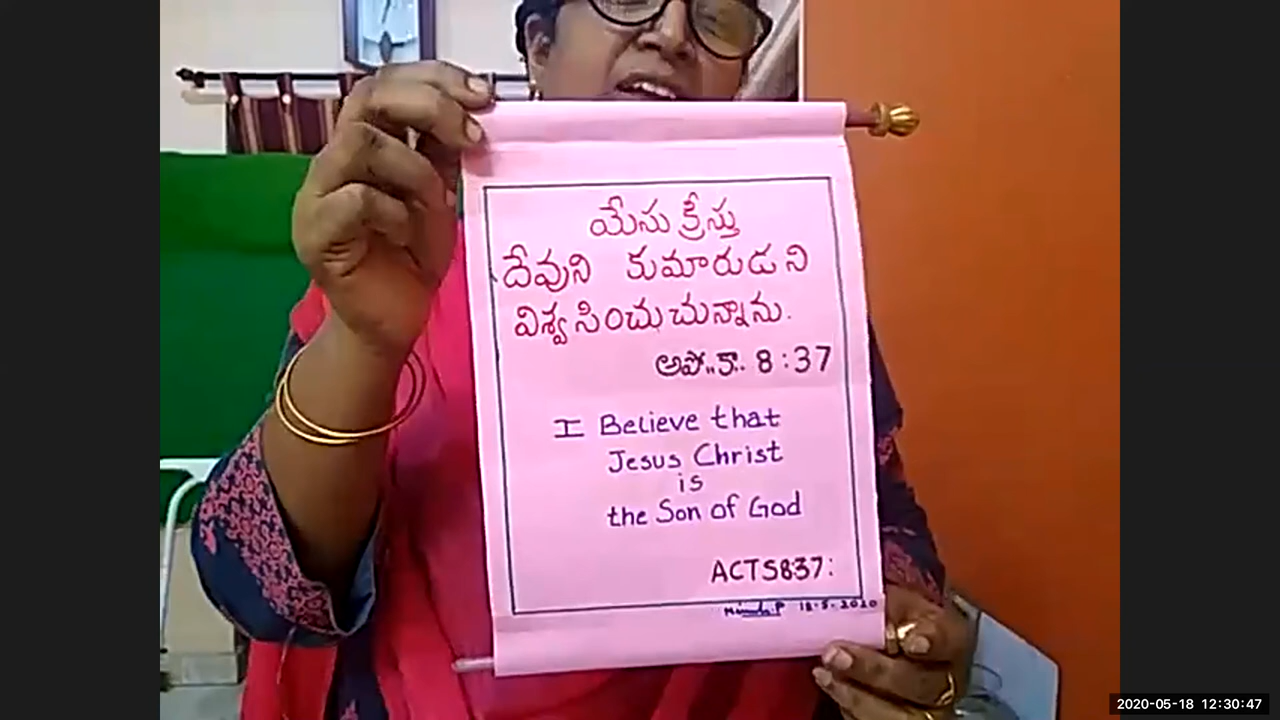 యేసు క్రీస్తు
దేవుని కుమారుడని
విశ్వసించుచున్నాను.
అపో..కా.. 8:37
I Believe that
Jesus Christ
is
the Son of God
ACTS837:
18-5-2020
2020-05-18 12:30:47